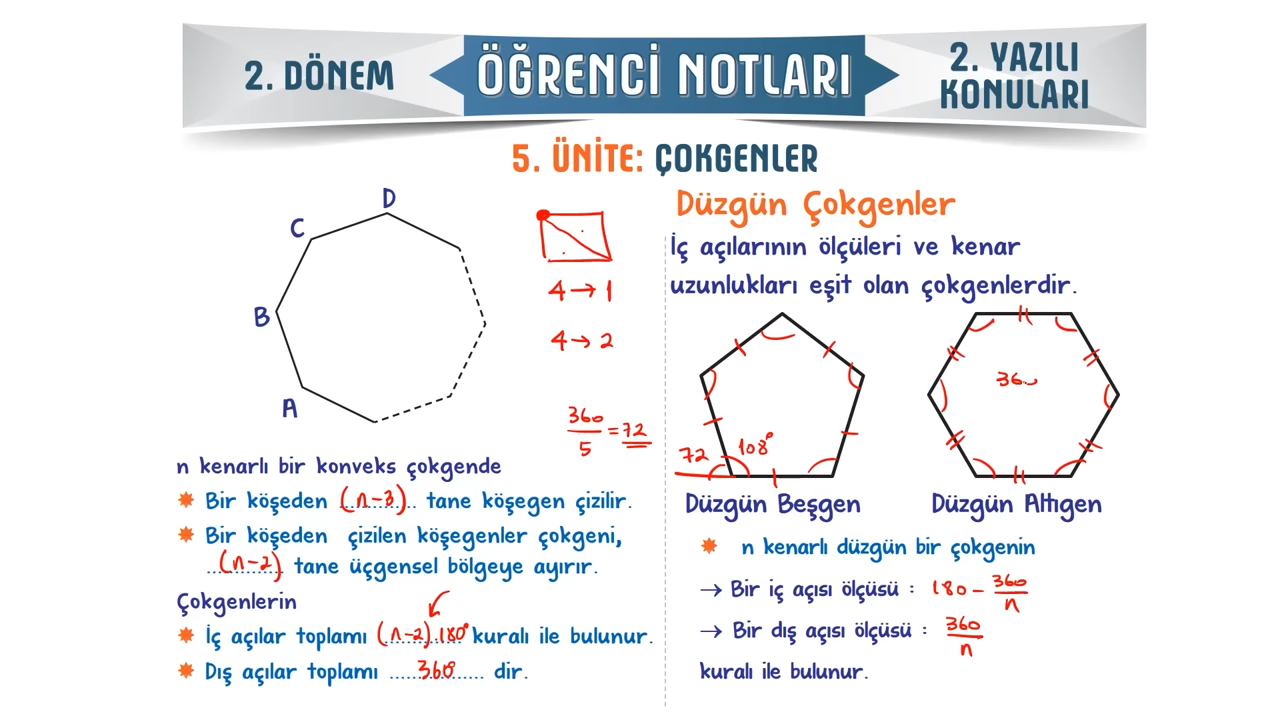 2. DÖNEM
ÖĞRENCİ NOTLARI
2. YAZILI
KONULARI
5. ÜNİTE: ÇOKGENLER
D
C
B
A
4→1
4→2
360/5 = 72
n kenarlı bir konveks çokgende
Bir köşeden (n-3) tane köşegen çizilir.
Bir köşeden çizilen köşegenler çokgeni,
(n-2) tane üçgensel bölgeye ayırır.
Çokgenlerin
İç açılar toplamı (n-2).180° kuralı ile bulunur.
Dış açılar toplamı 360° dir.
Düzgün Çokgenler
İç açılarının ölçüleri ve kenar
uzunlukları eşit olan çokgenlerdir.
72
108°
Düzgün Beşgen
Düzgün Altıgen
n kenarlı düzgün bir çokgenin
→ Bir iç açısı ölçüsü : 180 - 360/n
→ Bir dış açısı ölçüsü : 360/n
kuralı ile bulunur.